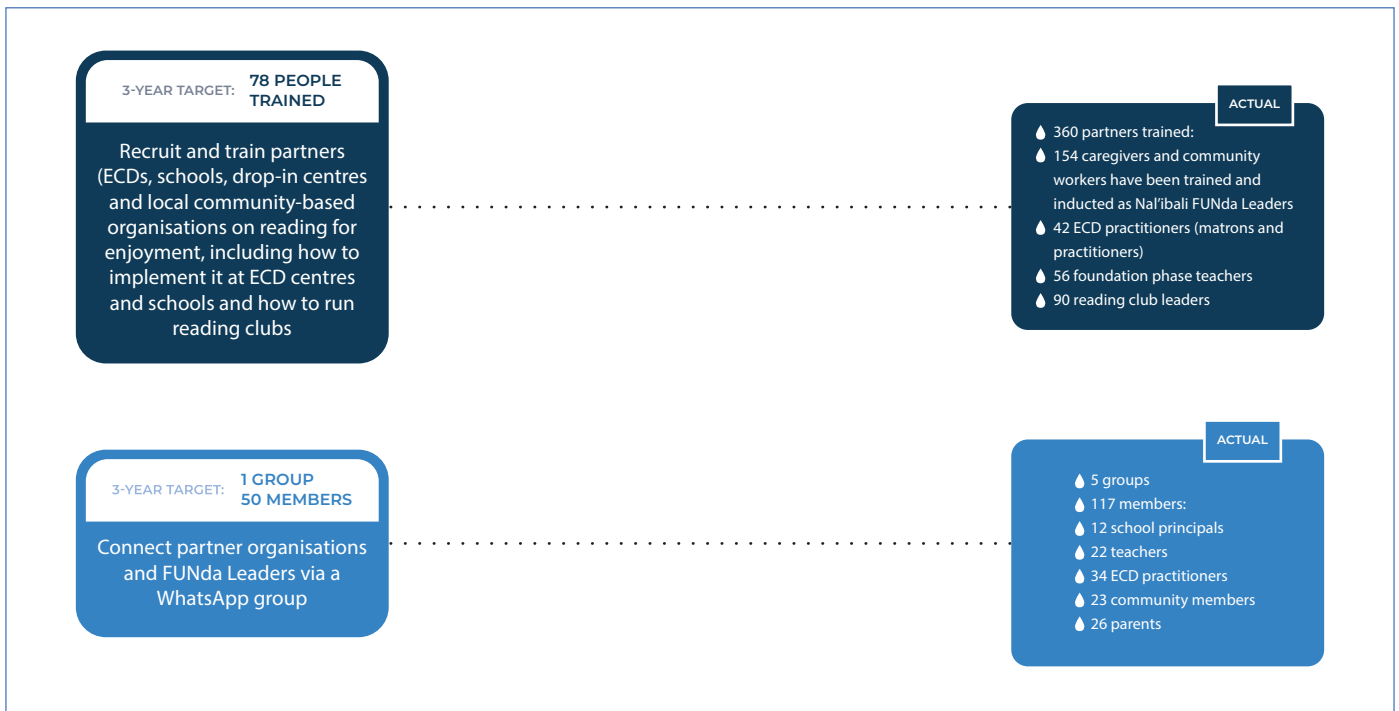 3-YEAR TARGET:
78 PEOPLE
TRAINED
Recruit and train partners
(ECDs, schools, drop-in centres
and local community-based
organisations on reading for
enjoyment, including how to
implement it at ECD centres
and schools and how to run
reading clubs
ACTUAL
360 partners trained:
154 caregivers and community
workers have been trained and
inducted as Nal'ibali FUNda Leaders
42 ECD practitioners (matrons and
practitioners)
56 foundation phase teachers
90 reading club leaders
3-YEAR TARGET:
1 GROUP
50 MEMBERS
Connect partner organisations
and FUNda Leaders via a
WhatsApp group
ACTUAL
5 groups
117 members:
12 school principals
22 teachers
34 ECD practitioners
23 community members
26 parents